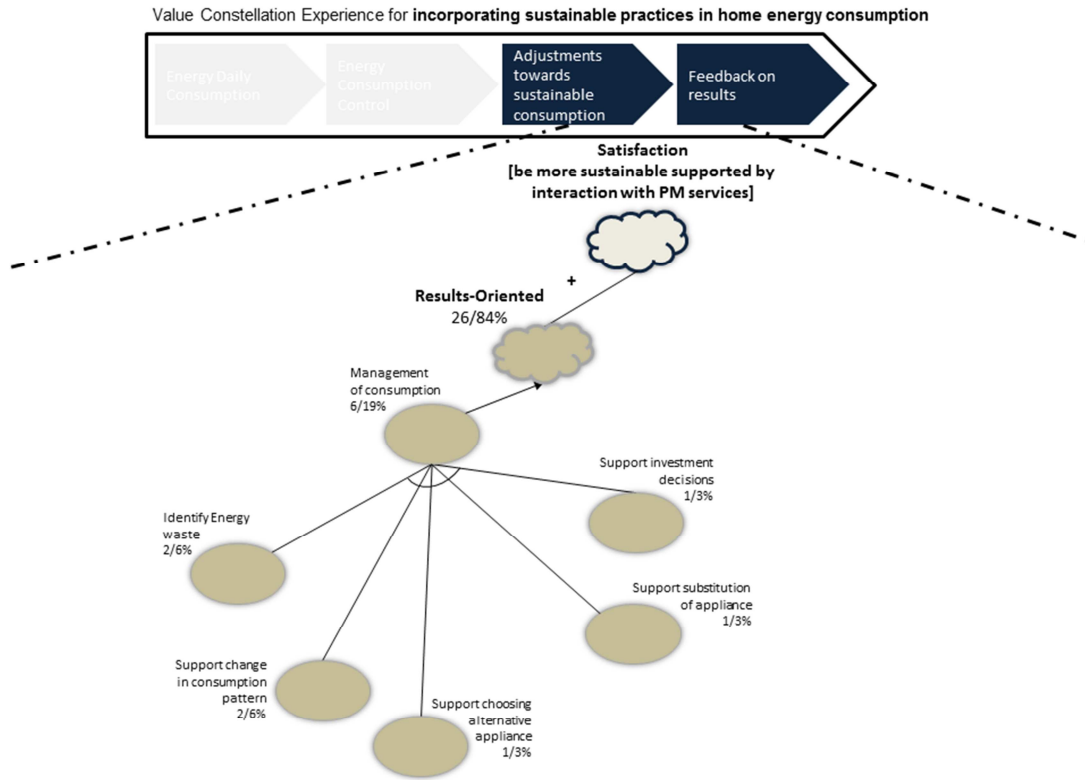 Value Constellation Experience for incorporating sustainable practices in home energy consumption
Energy Daily
Consumption
Energy
Consumption
Control
Adjustments
towards
sustainable
consumption
Feedback on
results
Satisfaction
[be more sustainable supported by
interaction with PM services]
+
Results-Oriented
26/84%
Management
of consumption
6/19%
Support investment
decisions
1/3%
Identify Energy
waste
2/6%
Support substitution
of appliance
1/3%
Support change
in consumption
pattern
2/6%
Support choosing
alternative
appliance
1/3%